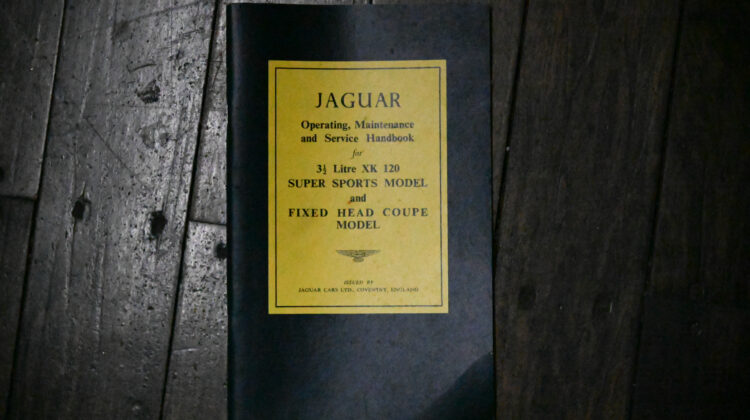 JAGUAR
Operating, Maintenance
and Service Handbook
for
3½ Litre XK 120
SUPER SPORTS MODEL
and
FIXED HEAD COUPE
MODEL
ISSUED BY
JAGUAR CARS LTD., COVENTRY, ENGLAND